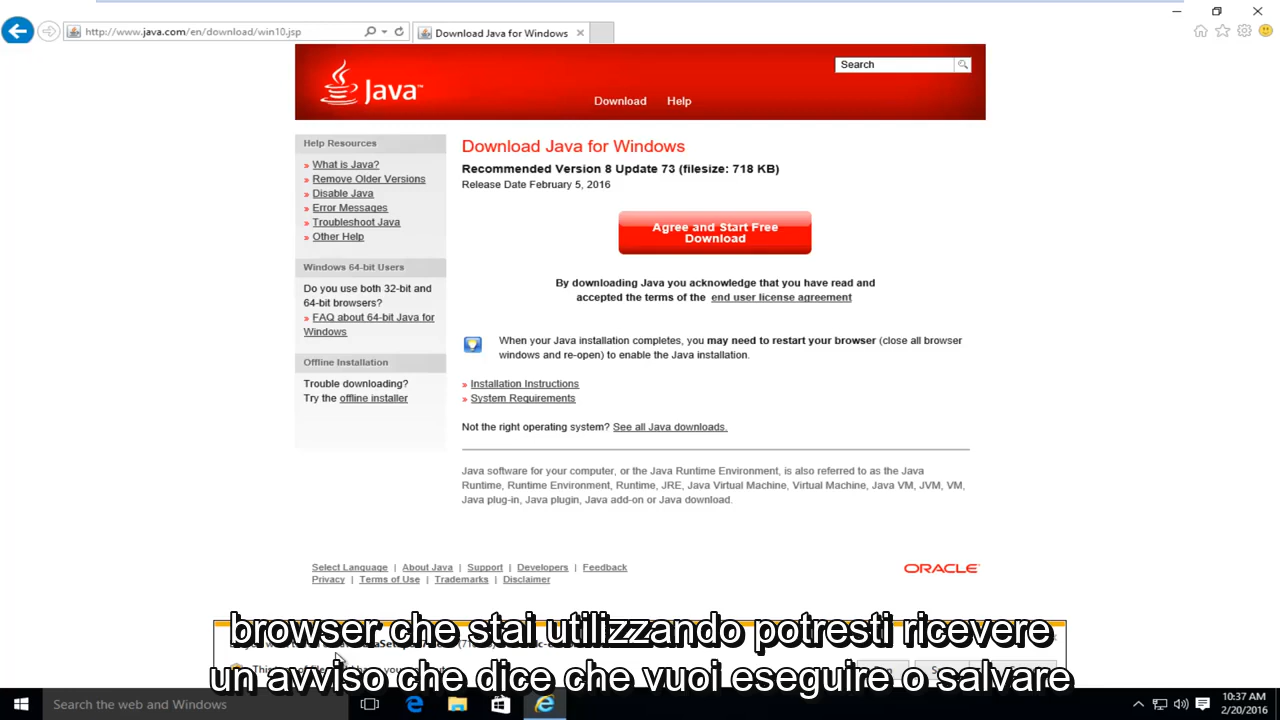 http://www.java.com/en/download/win10.jsp
Download Java for Windows
Search
Java
Download Help
Help Resources
» What is Java?
» Remove Older Versions
» Disable Java
» Error Messages
» Troubleshoot Java
» Other Help
Windows 64-bit Users
Do you use both 32-bit and
64-bit browsers?
» FAQ about 64-bit Java for
Windows
Offline Installation
Trouble downloading?
Try the offline installer
Download Java for Windows
Recommended Version 8 Update 73 (filesize: 718 KB)
Release Date February 5, 2016
Agree and Start Free
Download
By downloading Java you acknowledge that you have read and
accepted the terms of the end user license agreement
When your Java installation completes, you may need to restart your browser (close all browser
windows and re-open) to enable the Java installation.
» Installation Instructions
» System Requirements
Not the right operating system? See all Java downloads.
Java software for your computer, or the Java Runtime Environment, is also referred to as the Java
Runtime, Runtime Environment, Runtime, JRE, Java Virtual Machine, Virtual Machine, Java VM, JVM, VM,
Java plug-in, Java plugin, Java add-on or Java download.
Select Language | About Java | Support | Developers | Feedback
Privacy | Terms of Use | Trademarks | Disclaimer
ORACLE
browser che stai utilizzando potresti ricevere
un avviso che dice che vuoi eseguire o salvare
Search the web and Windows
10:37 AM
2/20/2016